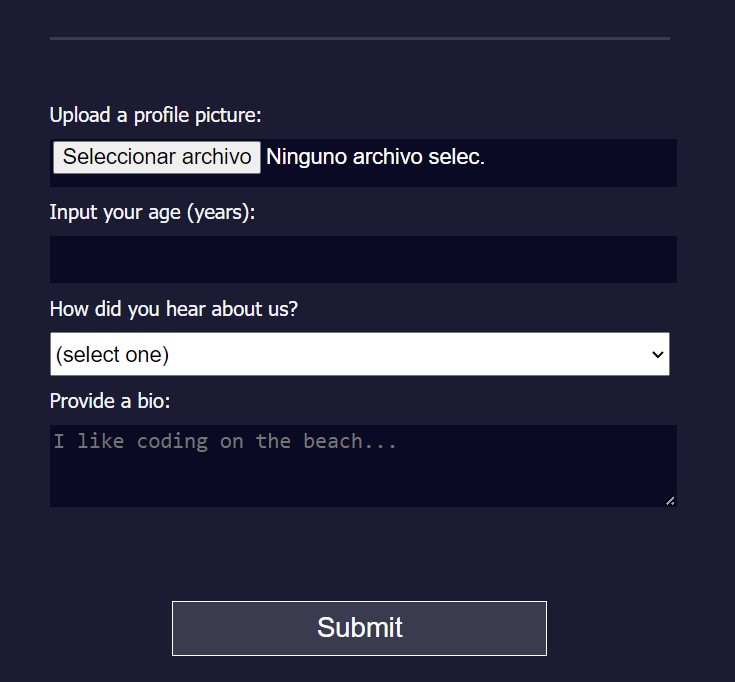 Upload a profile picture:
Seleccionar archivo Ninguno archivo selec.
Input your age (years):
How did you hear about us?
(select one)
Provide a bio:
I like coding on the beach...
Submit